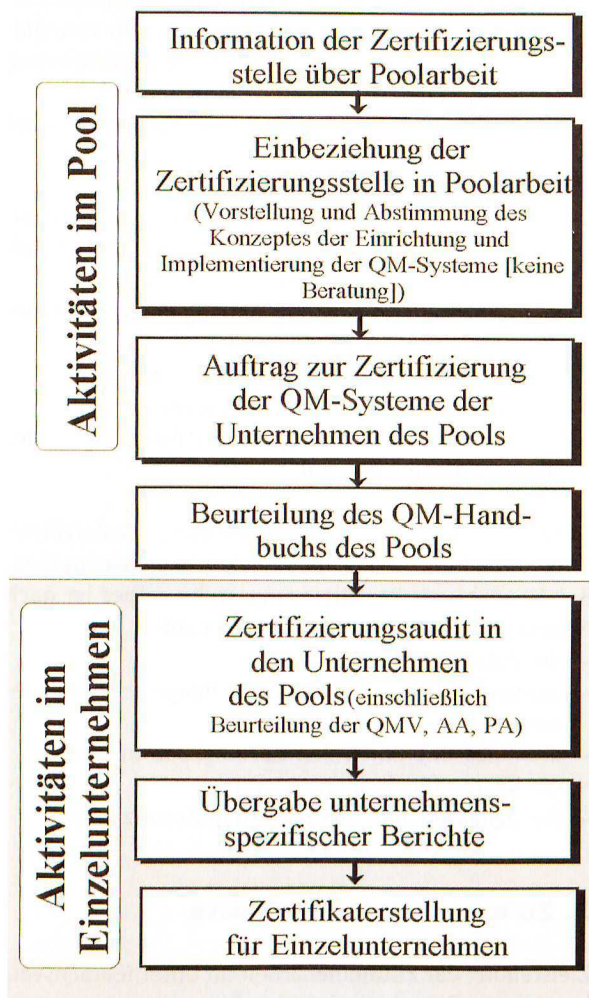 Aktivitäten im Pool
Information der Zertifizierungs-
stelle über Poolarbeit
Einbeziehung der
Zertifizierungsstelle in Poolarbeit
(Vorstellung und Abstimmung des
Konzeptes der Einrichtung und
Implementierung der QM-Systeme [keine
Beratung])
Auftrag zur Zertifizierung
der QM-Systeme der
Unternehmen des Pools
Beurteilung des QM-Hand-
buchs des Pools
Aktivitäten im
Einzelunternehmen
Zertifizierungsaudit in
den Unternehmen
des Pools(einschließlich
Beurteilung der QMV, AA, PA)
Übergabe unternehmens-
spezifischer Berichte
Zertifikaterstellung
für Einzelunternehmen